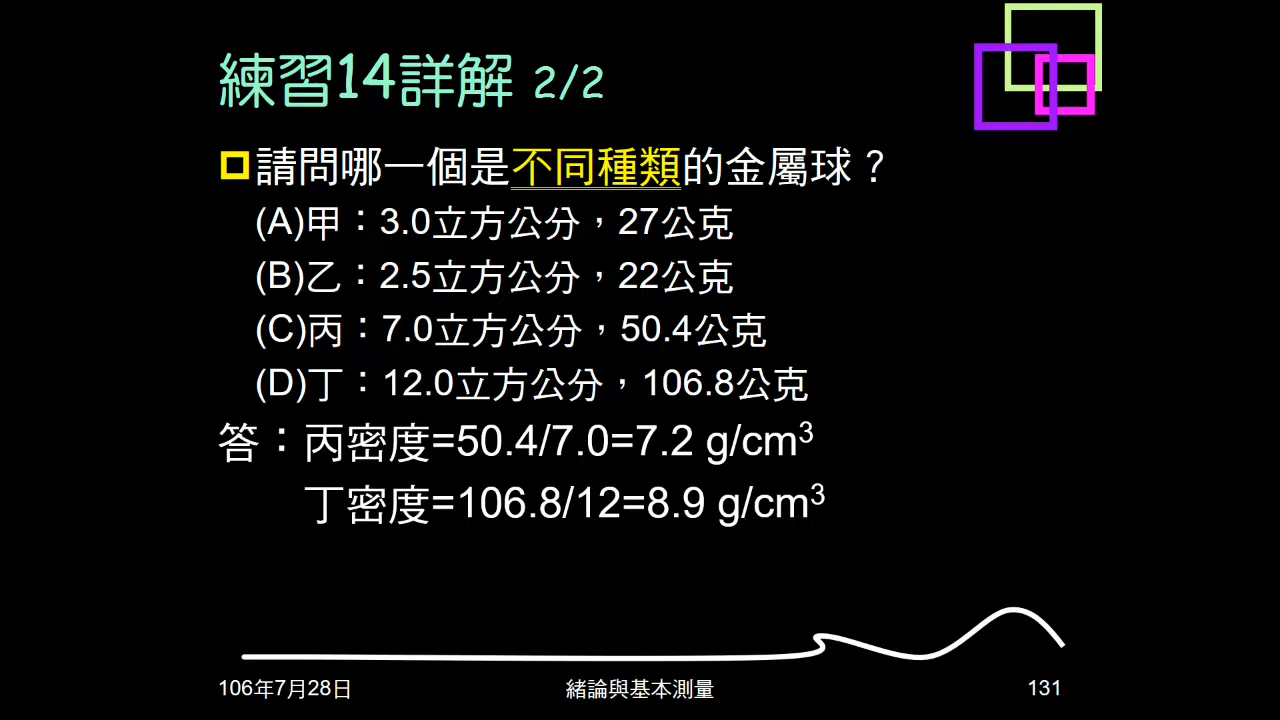 練習14詳解 2/2
請問哪一個是不同種類的金屬球？
(A)甲：3.0立方公分，27公克
(B)乙：2.5立方公分，22公克
(C)丙：7.0立方公分，50.4公克
(D)丁：12.0立方公分，106.8公克
答：丙密度=50.4/7.0=7.2 g/cm³
丁密度=106.8/12=8.9 g/cm³
106年7月28日
緒論與基本測量
131